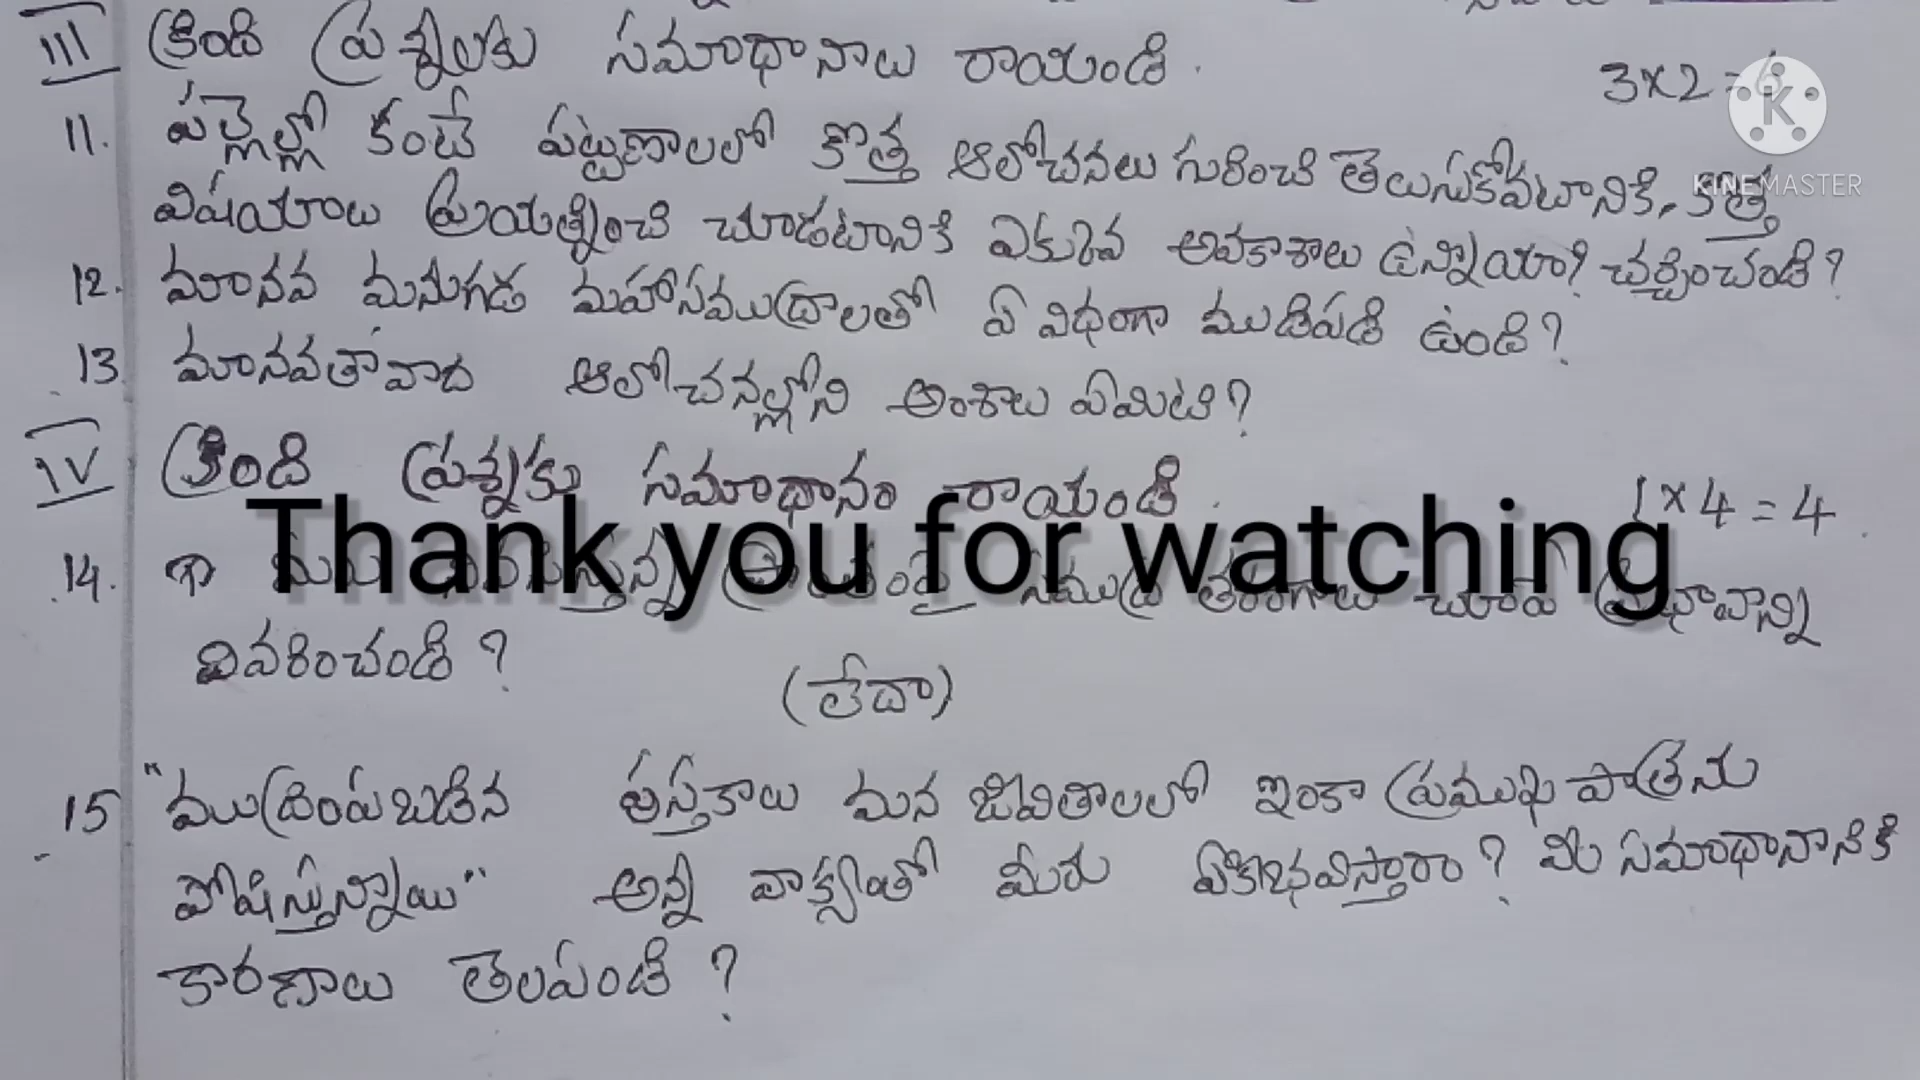 III క్రింది ప్రశ్నలకు సమాధానాలు రాయండి. 3×2=6
11. పల్లెల్లో కంటే పట్టణాలలో కొత్త ఆలోచనలు గురించి తెలుసుకోవటానికి, కొత్త
KINEMASTER
విషయాలు ప్రయత్నించి చూడటానికి ఎక్కువ అవకాశాలు ఉన్నాయా? చర్చించండి?
12. మానవ మనుగడ మహాసముద్రాలతో ఏ విధంగా ముడిపడి ఉంది?
13. మానవతావాద ఆలోచనల్లోని అంశాలు ఏమిటి?
IV క్రింది ప్రశ్నకు సమాధానం రాయండి. 1×4=4
Thank you for watching
14. సముద్ర తరంగాలు చూపే ప్రభావాన్ని
వివరించండి?
(లేదా)
15 "ముద్రింపబడిన పుస్తకాలు మన జీవితాలలో ఇంకా ప్రముఖ పాత్రను
పోషిస్తున్నాయి" అన్న వాక్యంతో మీరు ఏకీభవిస్తారా? మీ సమాధానానికి
కారణాలు తెలపండి?